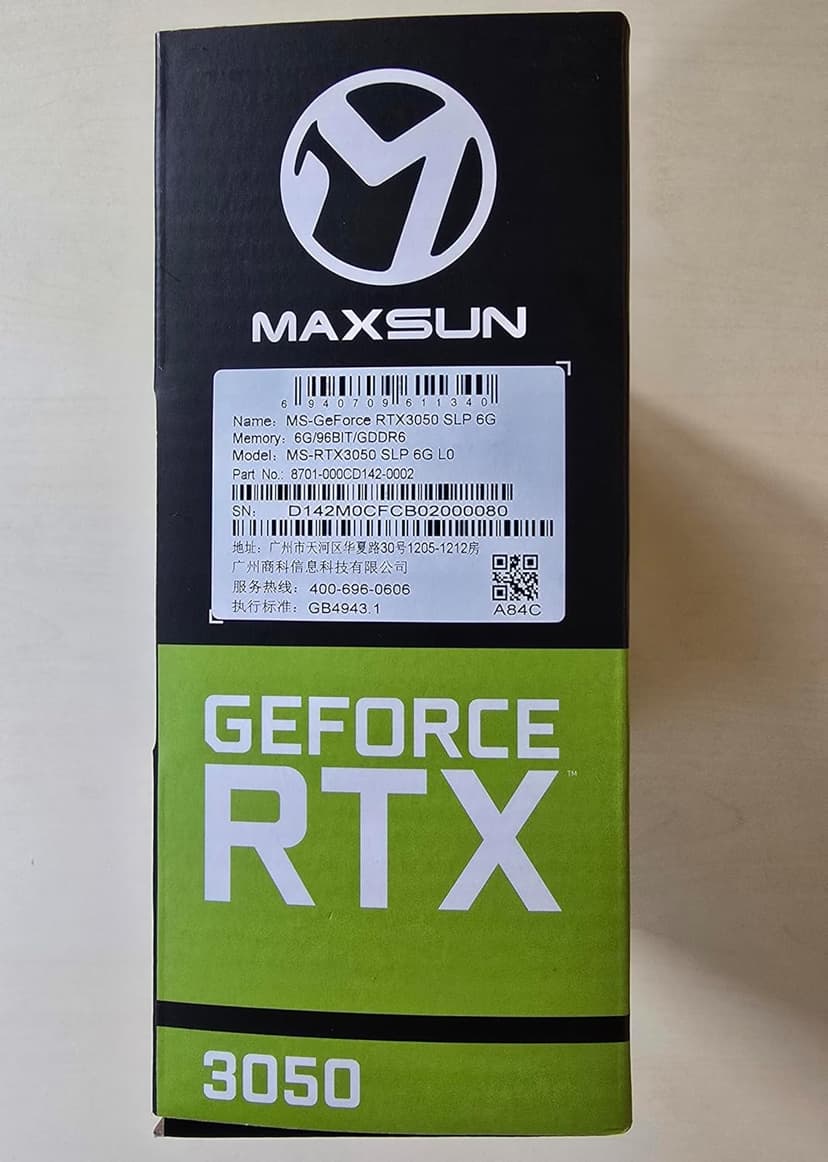 MAXSUN
6 940709 611340
Name: MS-GeForce RTX3050 SLP 6G
Memory: 6G/96BIT/GDDR6
Model: MS-RTX3050 SLP 6G L0
Part No.: 8701-000CD142-0002
SN: D142M0CFCB02000080
地址: 广州市天河区华夏路30号1205-1212房
广州商科信息科技有限公司
服务热线: 400-696-0606
执行标准: GB4943.1
A84C
GEFORCE
RTX™
3050